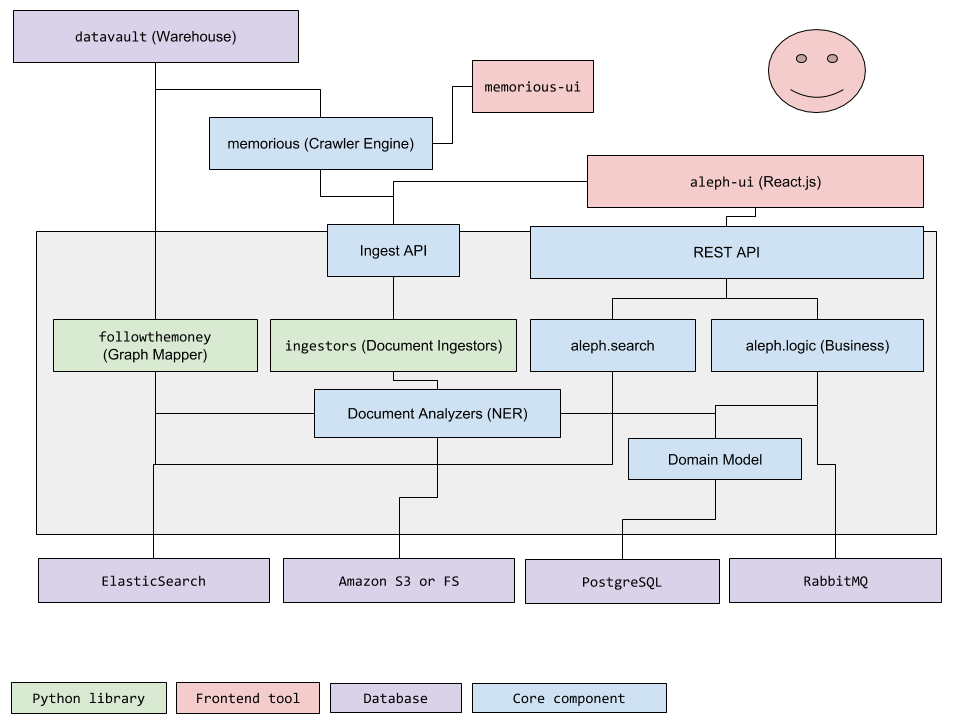 datavault (Warehouse)
memorious-ui
memorious (Crawler Engine)
aleph-ui (React.js)
Ingest API
REST API
followthemoney
(Graph Mapper)
ingestors (Document Ingestors)
aleph.search
aleph.logic (Business)
Document Analyzers (NER)
Domain Model
ElasticSearch
Amazon S3 or FS
PostgreSQL
RabbitMQ
Python library
Frontend tool
Database
Core component